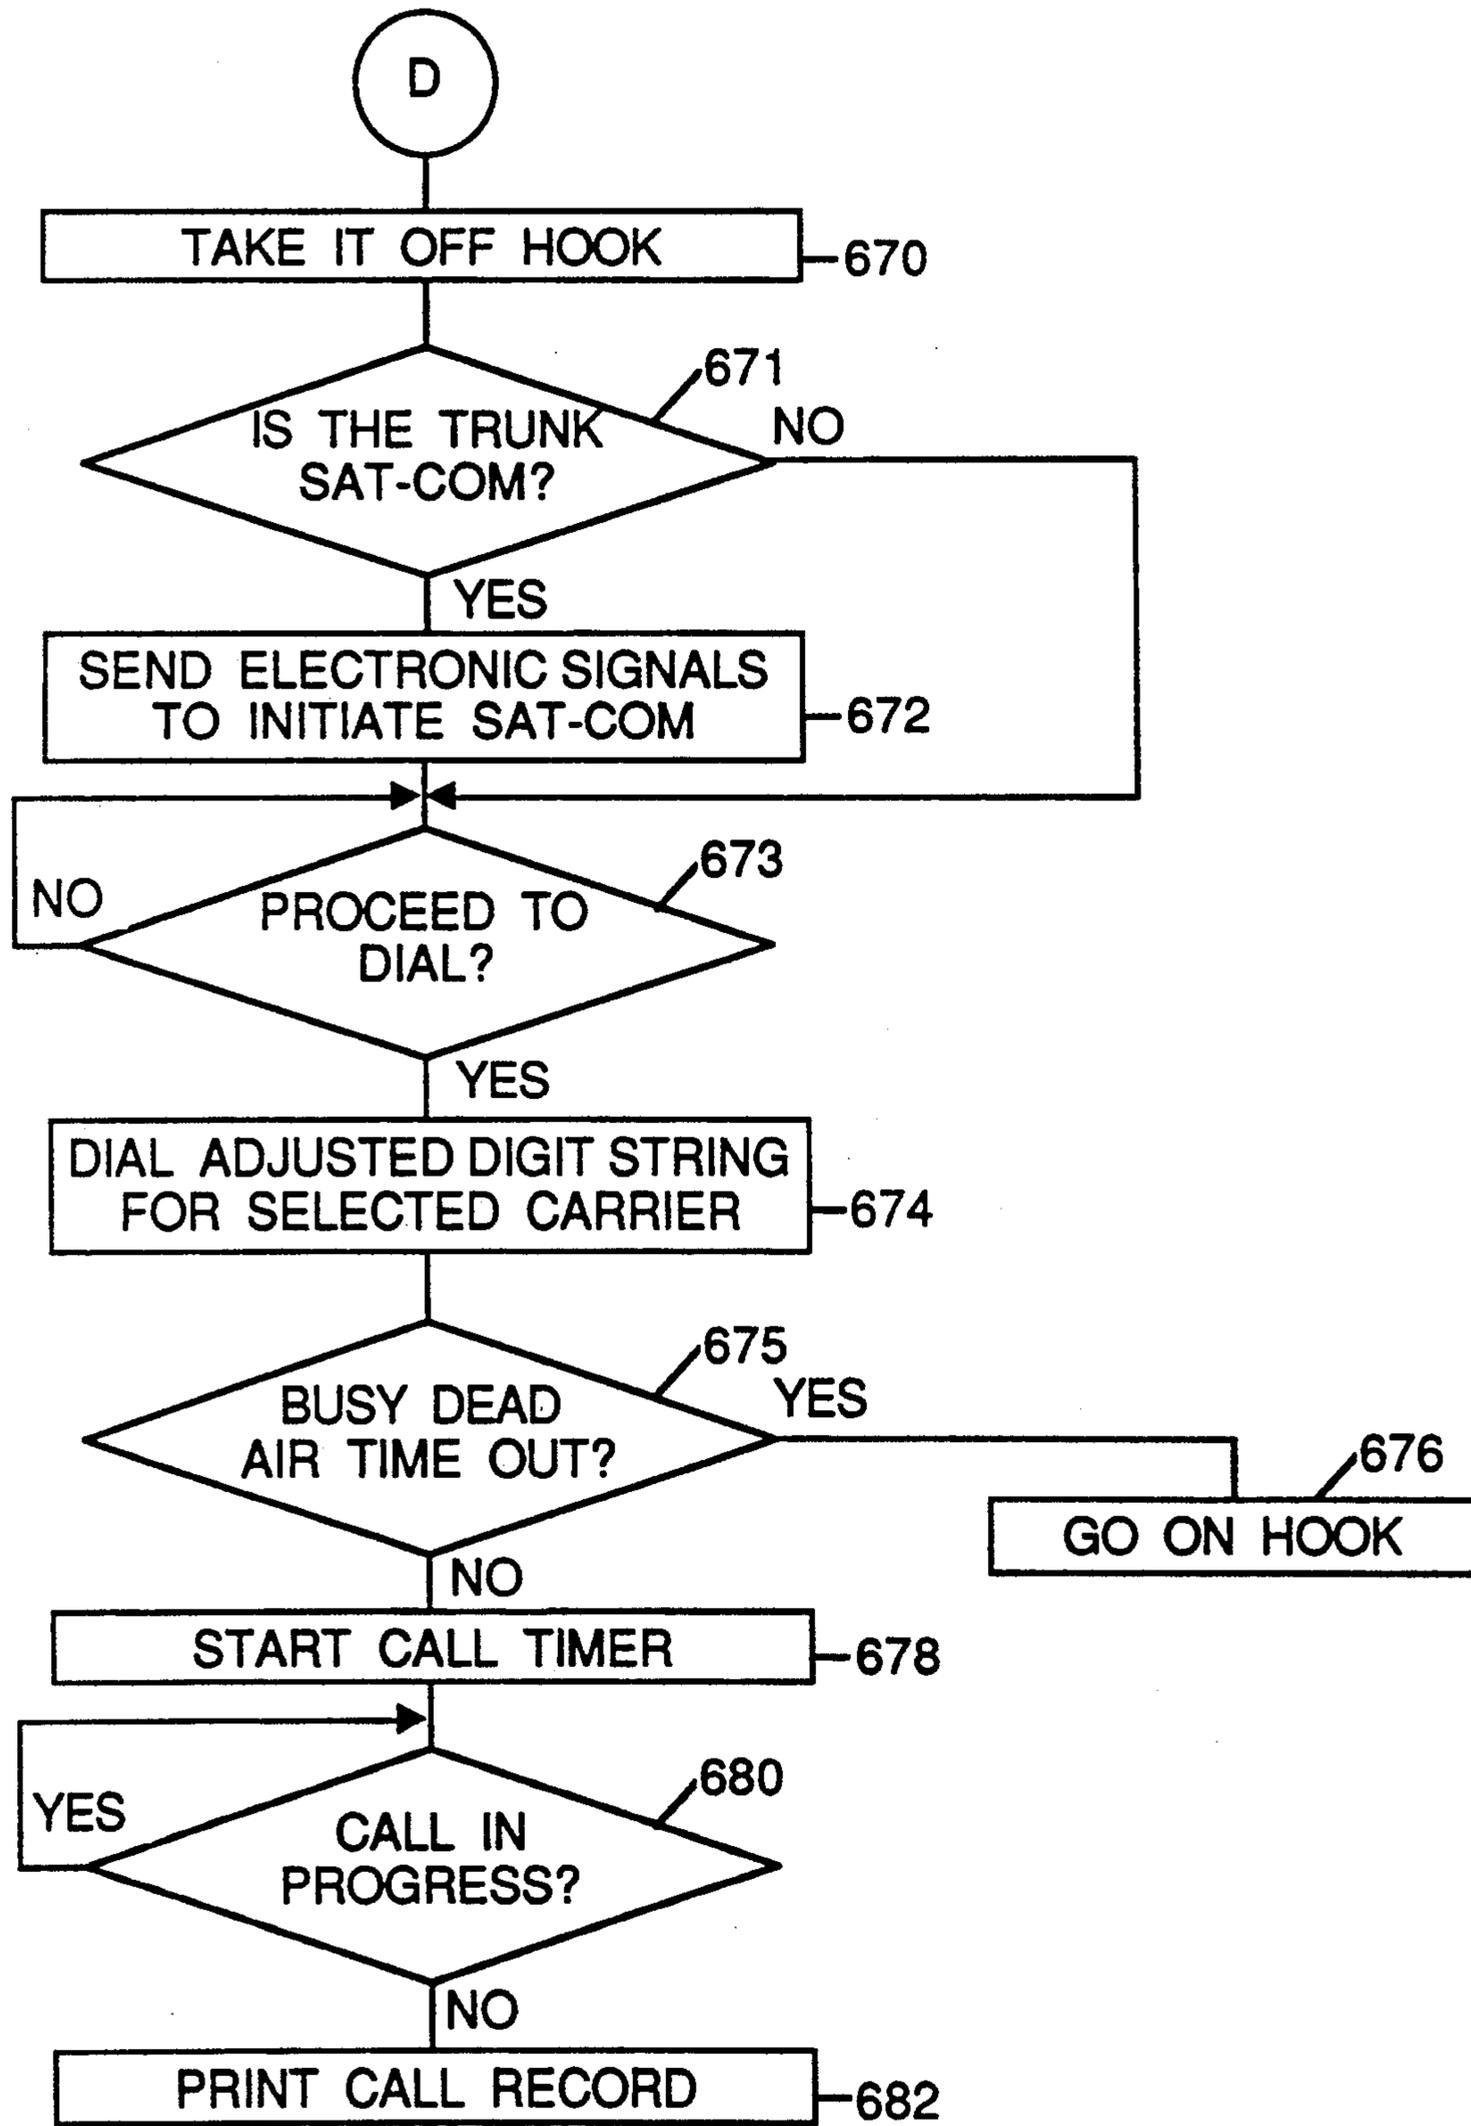 D
TAKE IT OFF HOOK
670
671
IS THE TRUNK
SAT-COM?
NO
YES
SEND ELECTRONIC SIGNALS
TO INITIATE SAT-COM
672
673
NO
PROCEED TO
DIAL?
YES
DIAL ADJUSTED DIGIT STRING
FOR SELECTED CARRIER
674
675
BUSY DEAD
AIR TIME OUT?
YES
676
GO ON HOOK
NO
START CALL TIMER
678
680
YES
CALL IN
PROGRESS?
NO
PRINT CALL RECORD
682